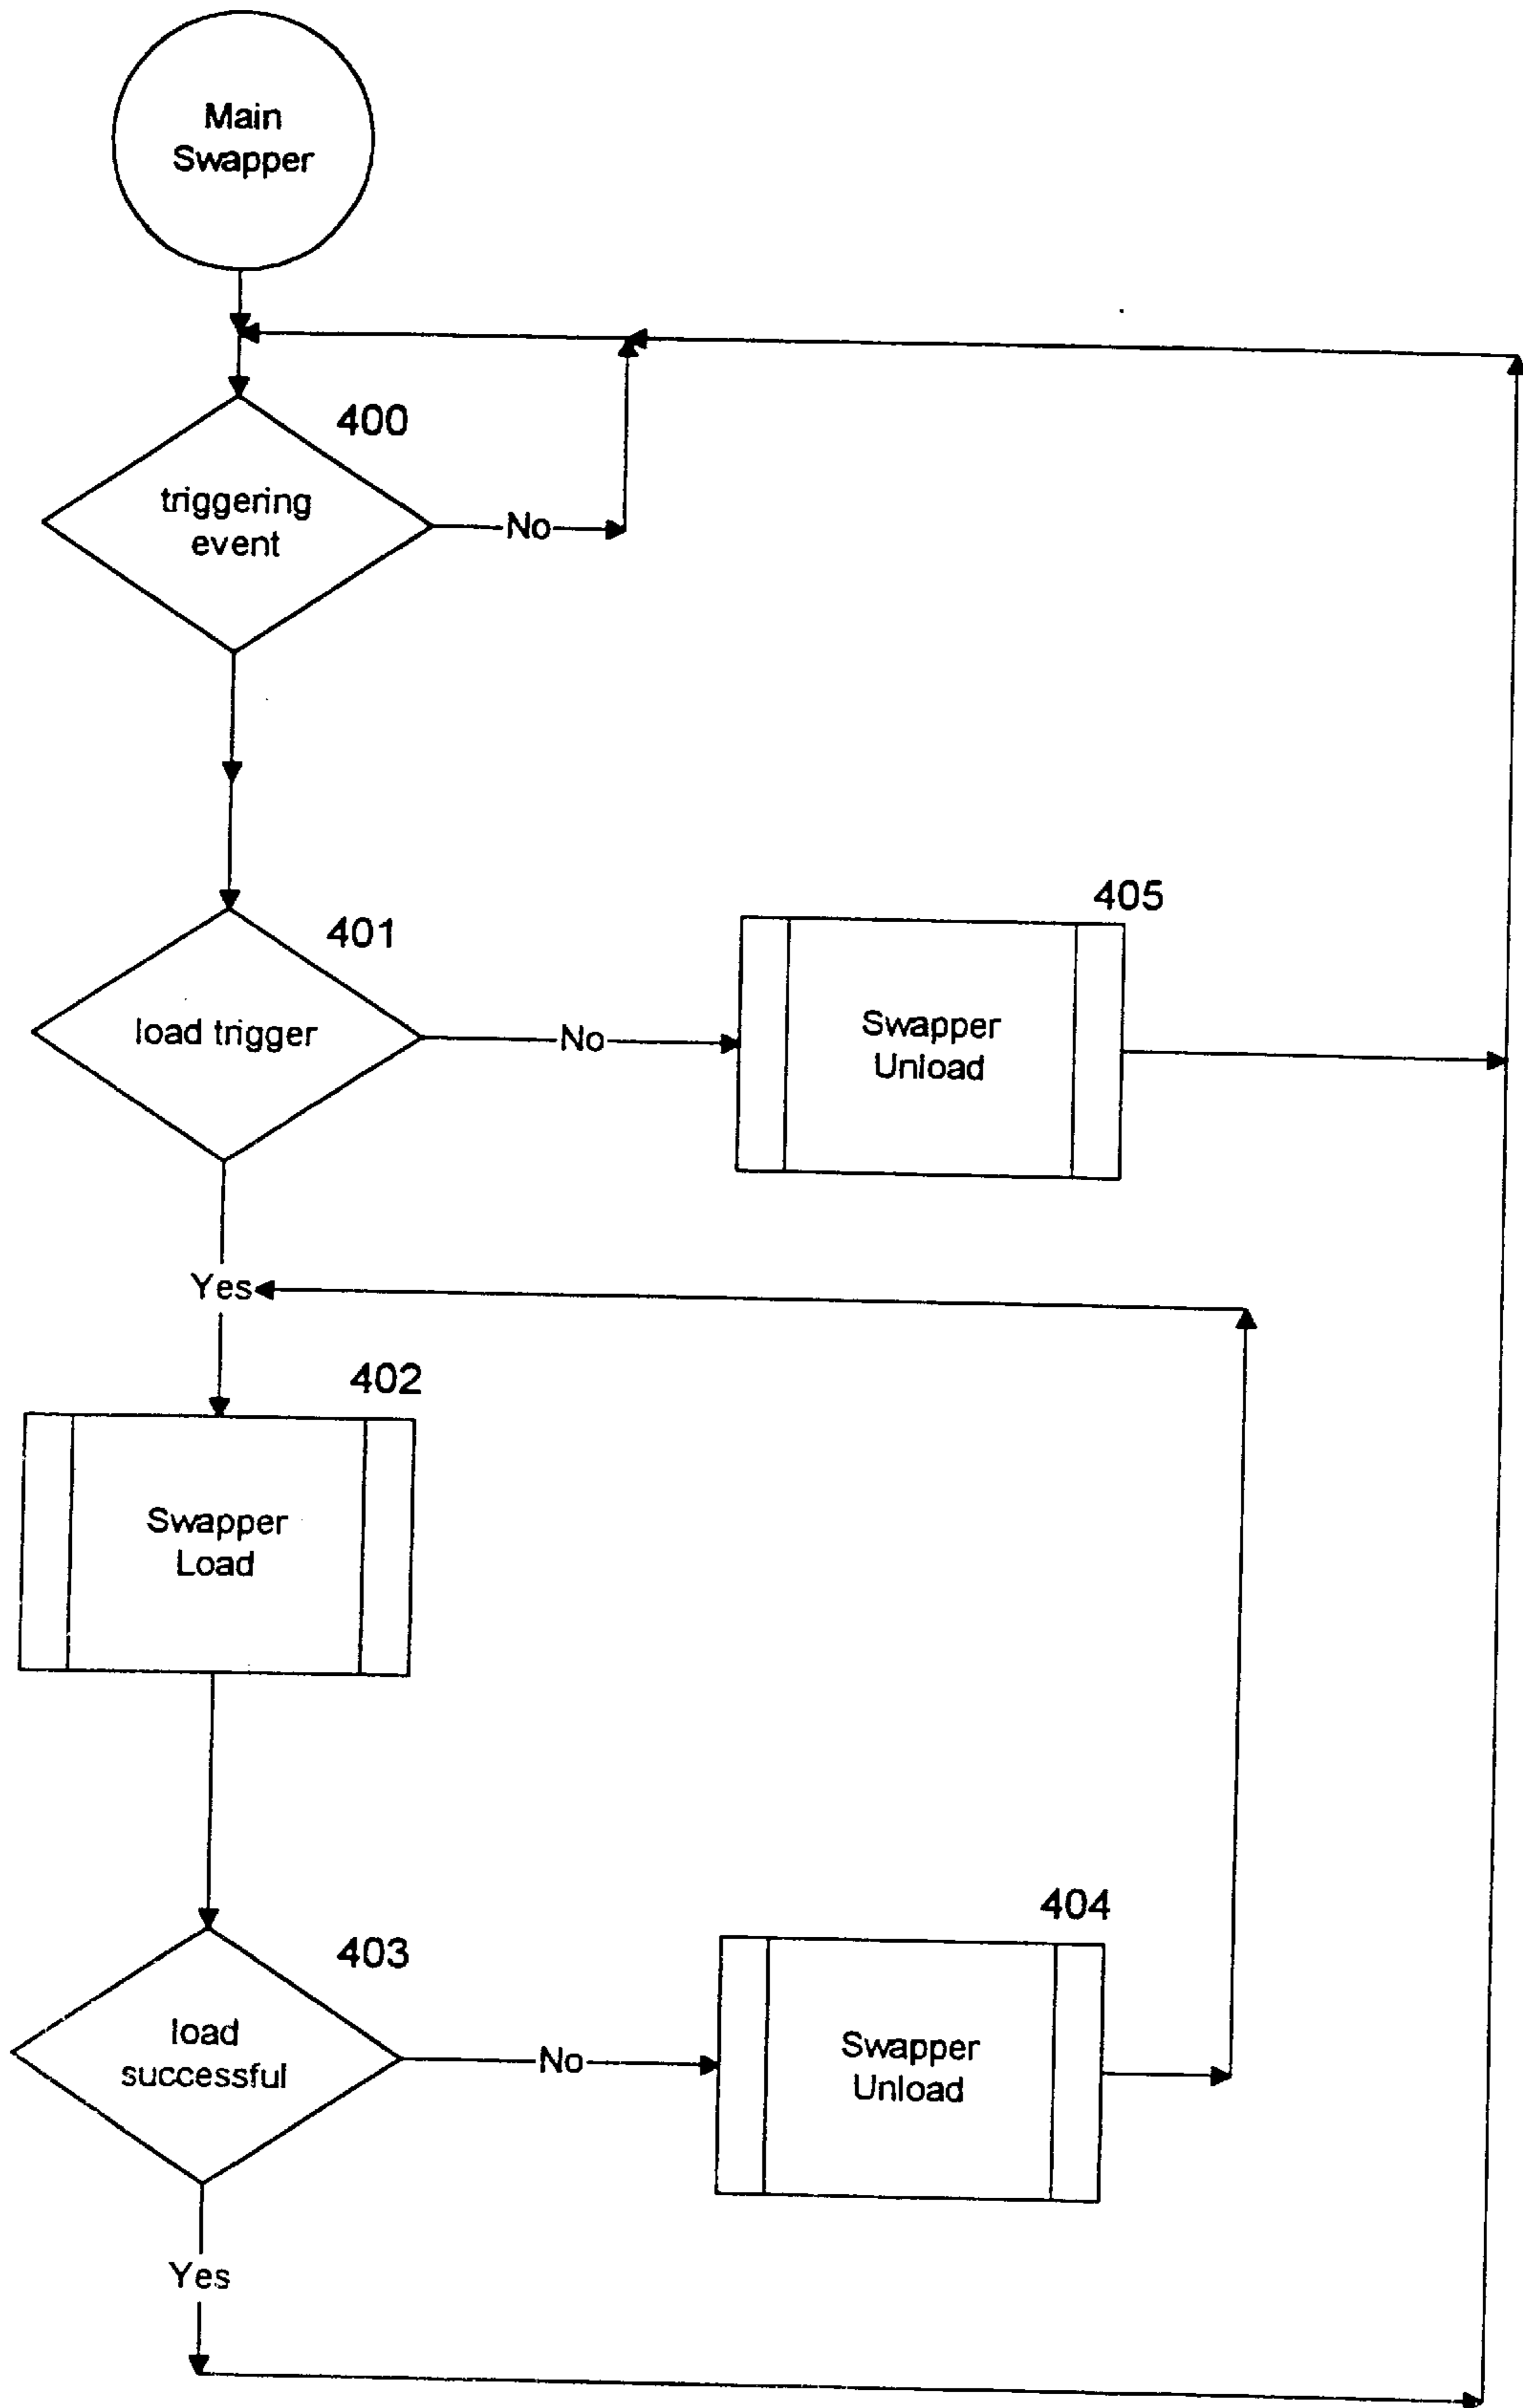 Main
Swapper
400
triggering
event
No
401
load trigger
No
405
Swapper
Unload
Yes
402
Swapper
Load
403
load
successful
No
404
Swapper
Unload
Yes